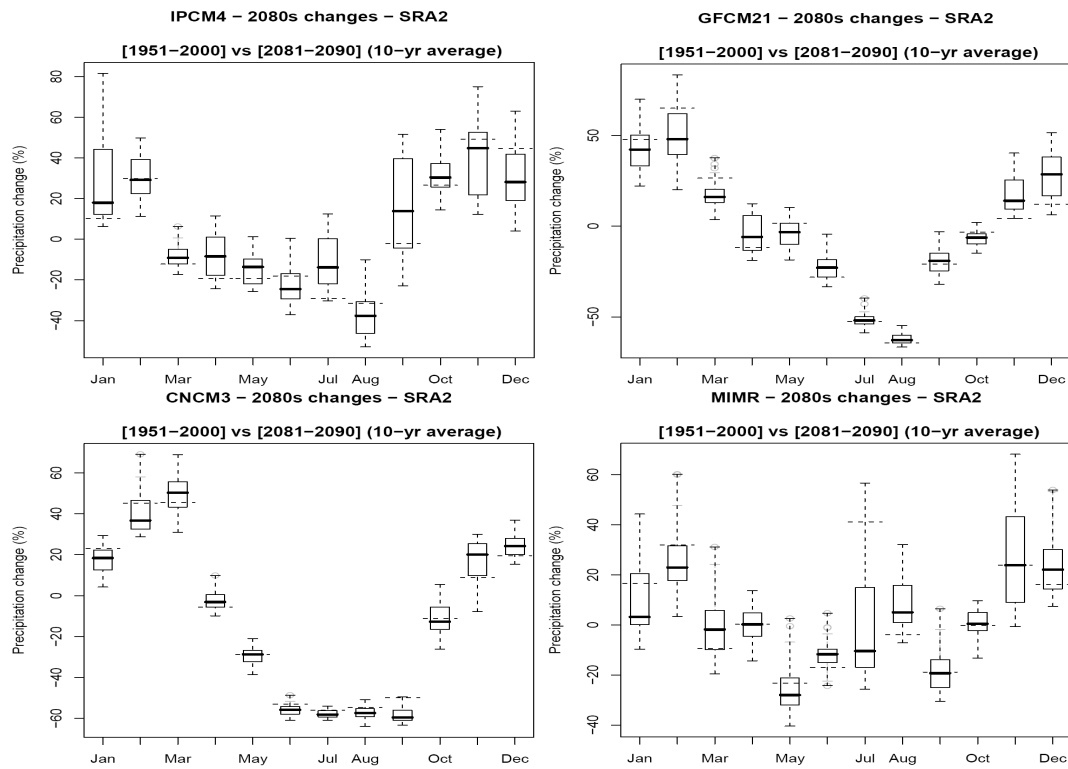 IPCM4 − 2080s changes − SRA2
[1951−2000] vs [2081−2090] (10−yr average)
Precipitation change (%)
80
60
40
20
0
−20
−40
Jan Mar May Jul Aug Oct Dec
GFCM21 − 2080s changes − SRA2
[1951−2000] vs [2081−2090] (10−yr average)
Precipitation change (%)
50
0
−50
Jan Mar May Jul Aug Oct Dec
CNCM3 − 2080s changes − SRA2
[1951−2000] vs [2081−2090] (10−yr average)
Precipitation change (%)
60
40
20
0
−20
−40
−60
Jan Mar May Jul Aug Oct Dec
MIMR − 2080s changes − SRA2
[1951−2000] vs [2081−2090] (10−yr average)
Precipitation change (%)
60
40
20
0
−20
−40
Jan Mar May Jul Aug Oct Dec